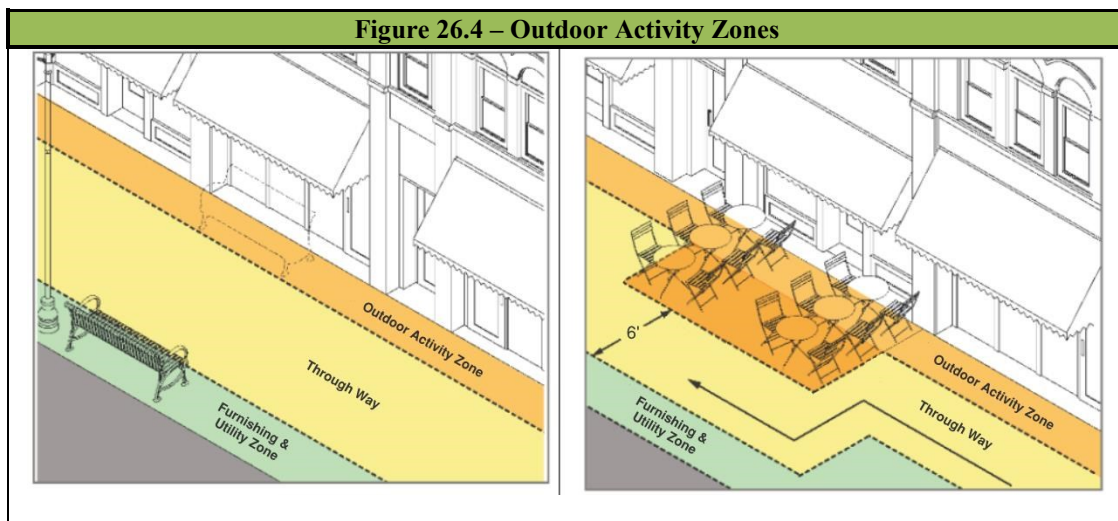 Figure 26.4 – Outdoor Activity Zones
Outdoor Activity Zone
Through Way
Furnishing &
Utility Zone
6'
Outdoor Activity Zone
Through Way
Furnishing &
Utility Zone